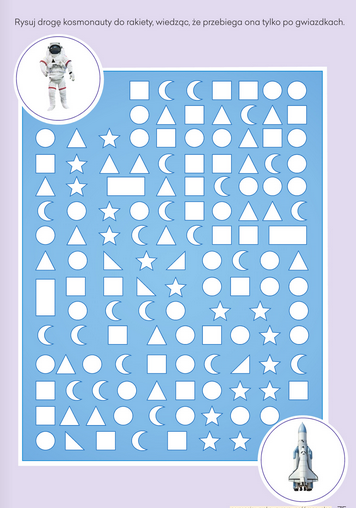 Rysuj drogę kosmonauty do rakiety, wiedząc, że przebiega ona tylko po gwiazdkach.